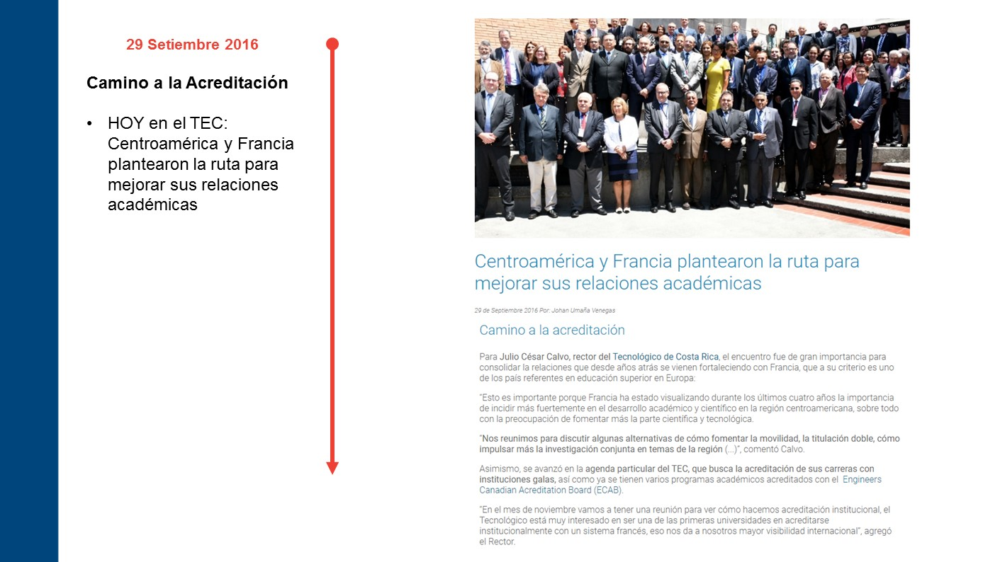 29 Setiembre 2016
Camino a la Acreditación
• HOY en el TEC:
Centroamérica y Francia
plantearon la ruta para
mejorar sus relaciones
académicas
Centroamérica y Francia plantearon la ruta para
mejorar sus relaciones académicas
29 de Septiembre 2016 Por: Johan Umaña Venegas
Camino a la acreditación
Para Julio César Calvo, rector del Tecnológico de Costa Rica, el encuentro fue de gran importancia para
consolidar la relaciones que desde años atrás se vienen fortaleciendo con Francia, que a su criterio es uno
de los país referentes en educación superior en Europa:
“Esto es importante porque Francia ha estado visualizando durante los últimos cuatro años la importancia
de incidir más fuertemente en el desarrollo académico y científico en la región centroamericana, sobre todo
con la preocupación de fomentar más la parte científica y tecnológica.
“Nos reunimos para discutir algunas alternativas de cómo fomentar la movilidad, la titulación doble, cómo
impulsar más la investigación conjunta en temas de la región (...)”, comentó Calvo.
Asimismo, se avanzó en la agenda particular del TEC, que busca la acreditación de sus carreras con
instituciones galas, así como ya se tienen varios programas académicos acreditados con el Engineers
Canadian Acreditation Board (ECAB).
“En el mes de noviembre vamos a tener una reunión para ver cómo hacemos acreditación institucional, el
Tecnológico está muy interesado en ser una de las primeras universidades en acreditarse
institucionalmente con un sistema francés, eso nos da a nosotros mayor visibilidad internacional”, agregó
el Rector.